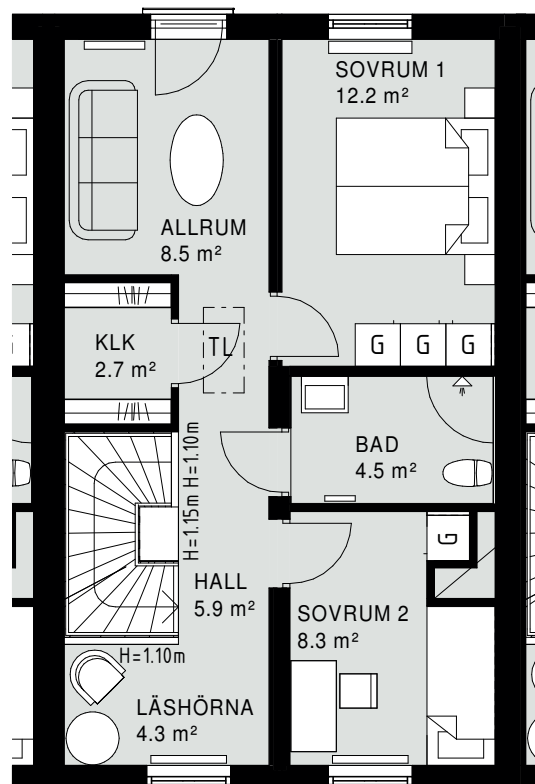 SOVRUM 1
12.2 m²
ALLRUM
8.5 m²
KLK
2.7 m²
TL
G
G
G
BAD
4.5 m²
H=1.10m
H=1.15m
G
HALL
5.9 m²
SOVRUM 2
8.3 m²
H=1.10m
LÄSHÖRNA
4.3 m²